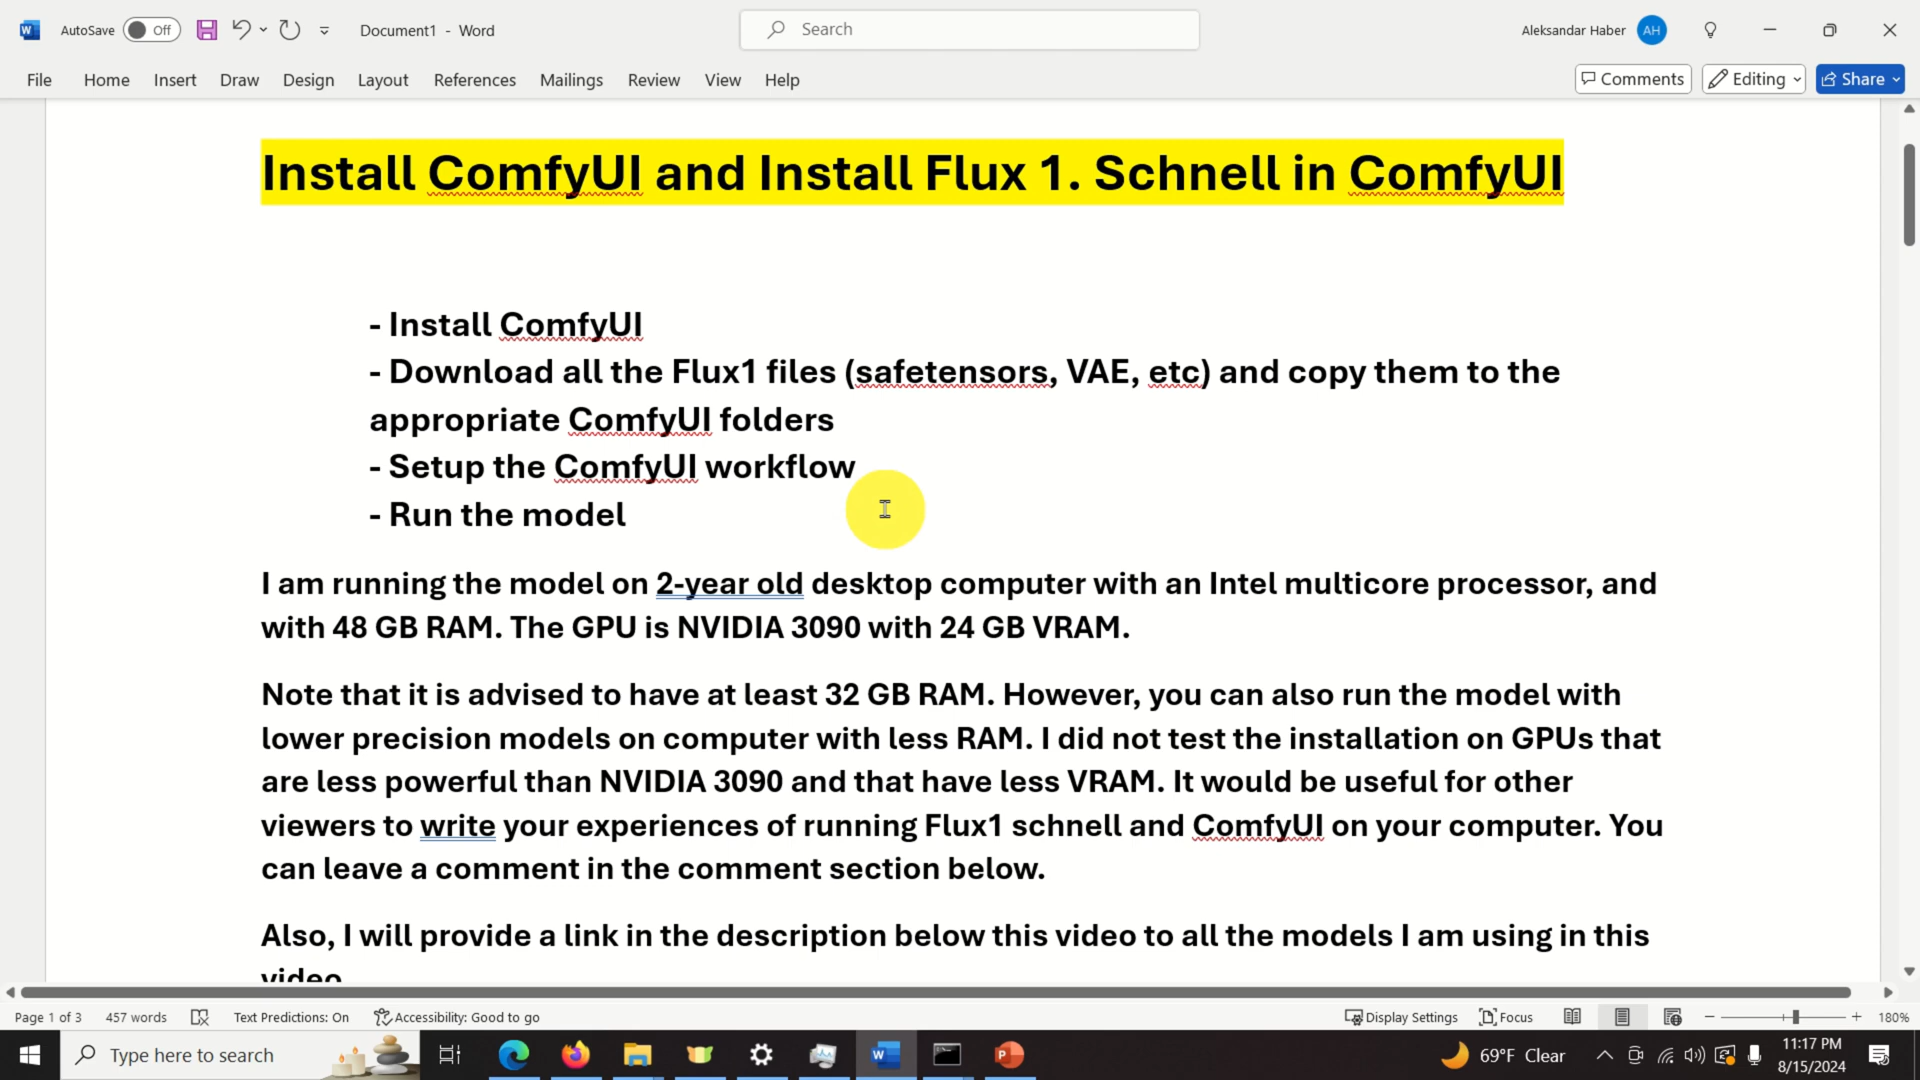 AutoSave Off Document1 - Word Search Aleksandar Haber AH
File Home Insert Draw Design Layout References Mailings Review View Help Comments Editing Share
Install ComfyUI and Install Flux 1. Schnell in ComfyUI
- Install ComfyUI
- Download all the Flux1 files (safetensors, VAE, etc) and copy them to the
appropriate ComfyUI folders
- Setup the ComfyUI workflow
- Run the model
I am running the model on 2-year old desktop computer with an Intel multicore processor, and
with 48 GB RAM. The GPU is NVIDIA 3090 with 24 GB VRAM.
Note that it is advised to have at least 32 GB RAM. However, you can also run the model with
lower precision models on computer with less RAM. I did not test the installation on GPUs that
are less powerful than NVIDIA 3090 and that have less VRAM. It would be useful for other
viewers to write your experiences of running Flux1 schnell and ComfyUI on your computer. You
can leave a comment in the comment section below.
Also, I will provide a link in the description below this video to all the models I am using in this
video
Page 1 of 3 457 words Text Predictions: On Accessibility: Good to go Display Settings Focus 180%
Type here to search 69°F Clear 11:17 PM
8/15/2024